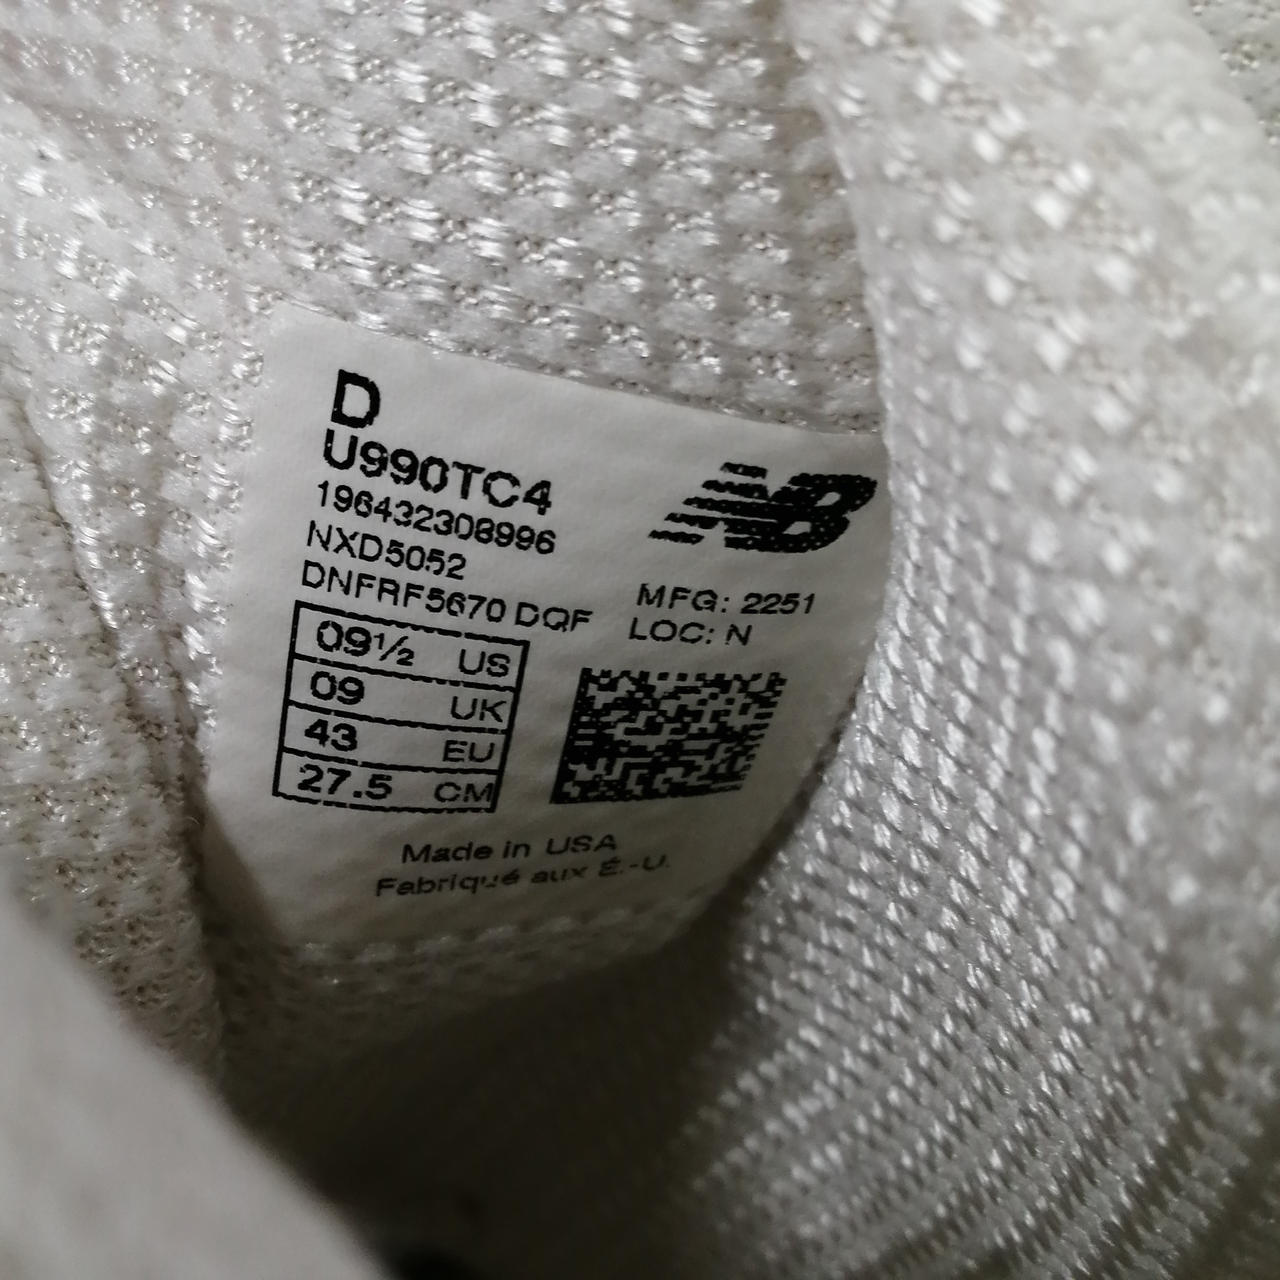 D
U990TC4
196432308996
NXD5052
DNFRF5670 DQF
NB
MFG: 2251
LOC: N
09½ US
09 UK
43 EU
27.5 CM
Made in USA
Fabriqué aux É.-U.